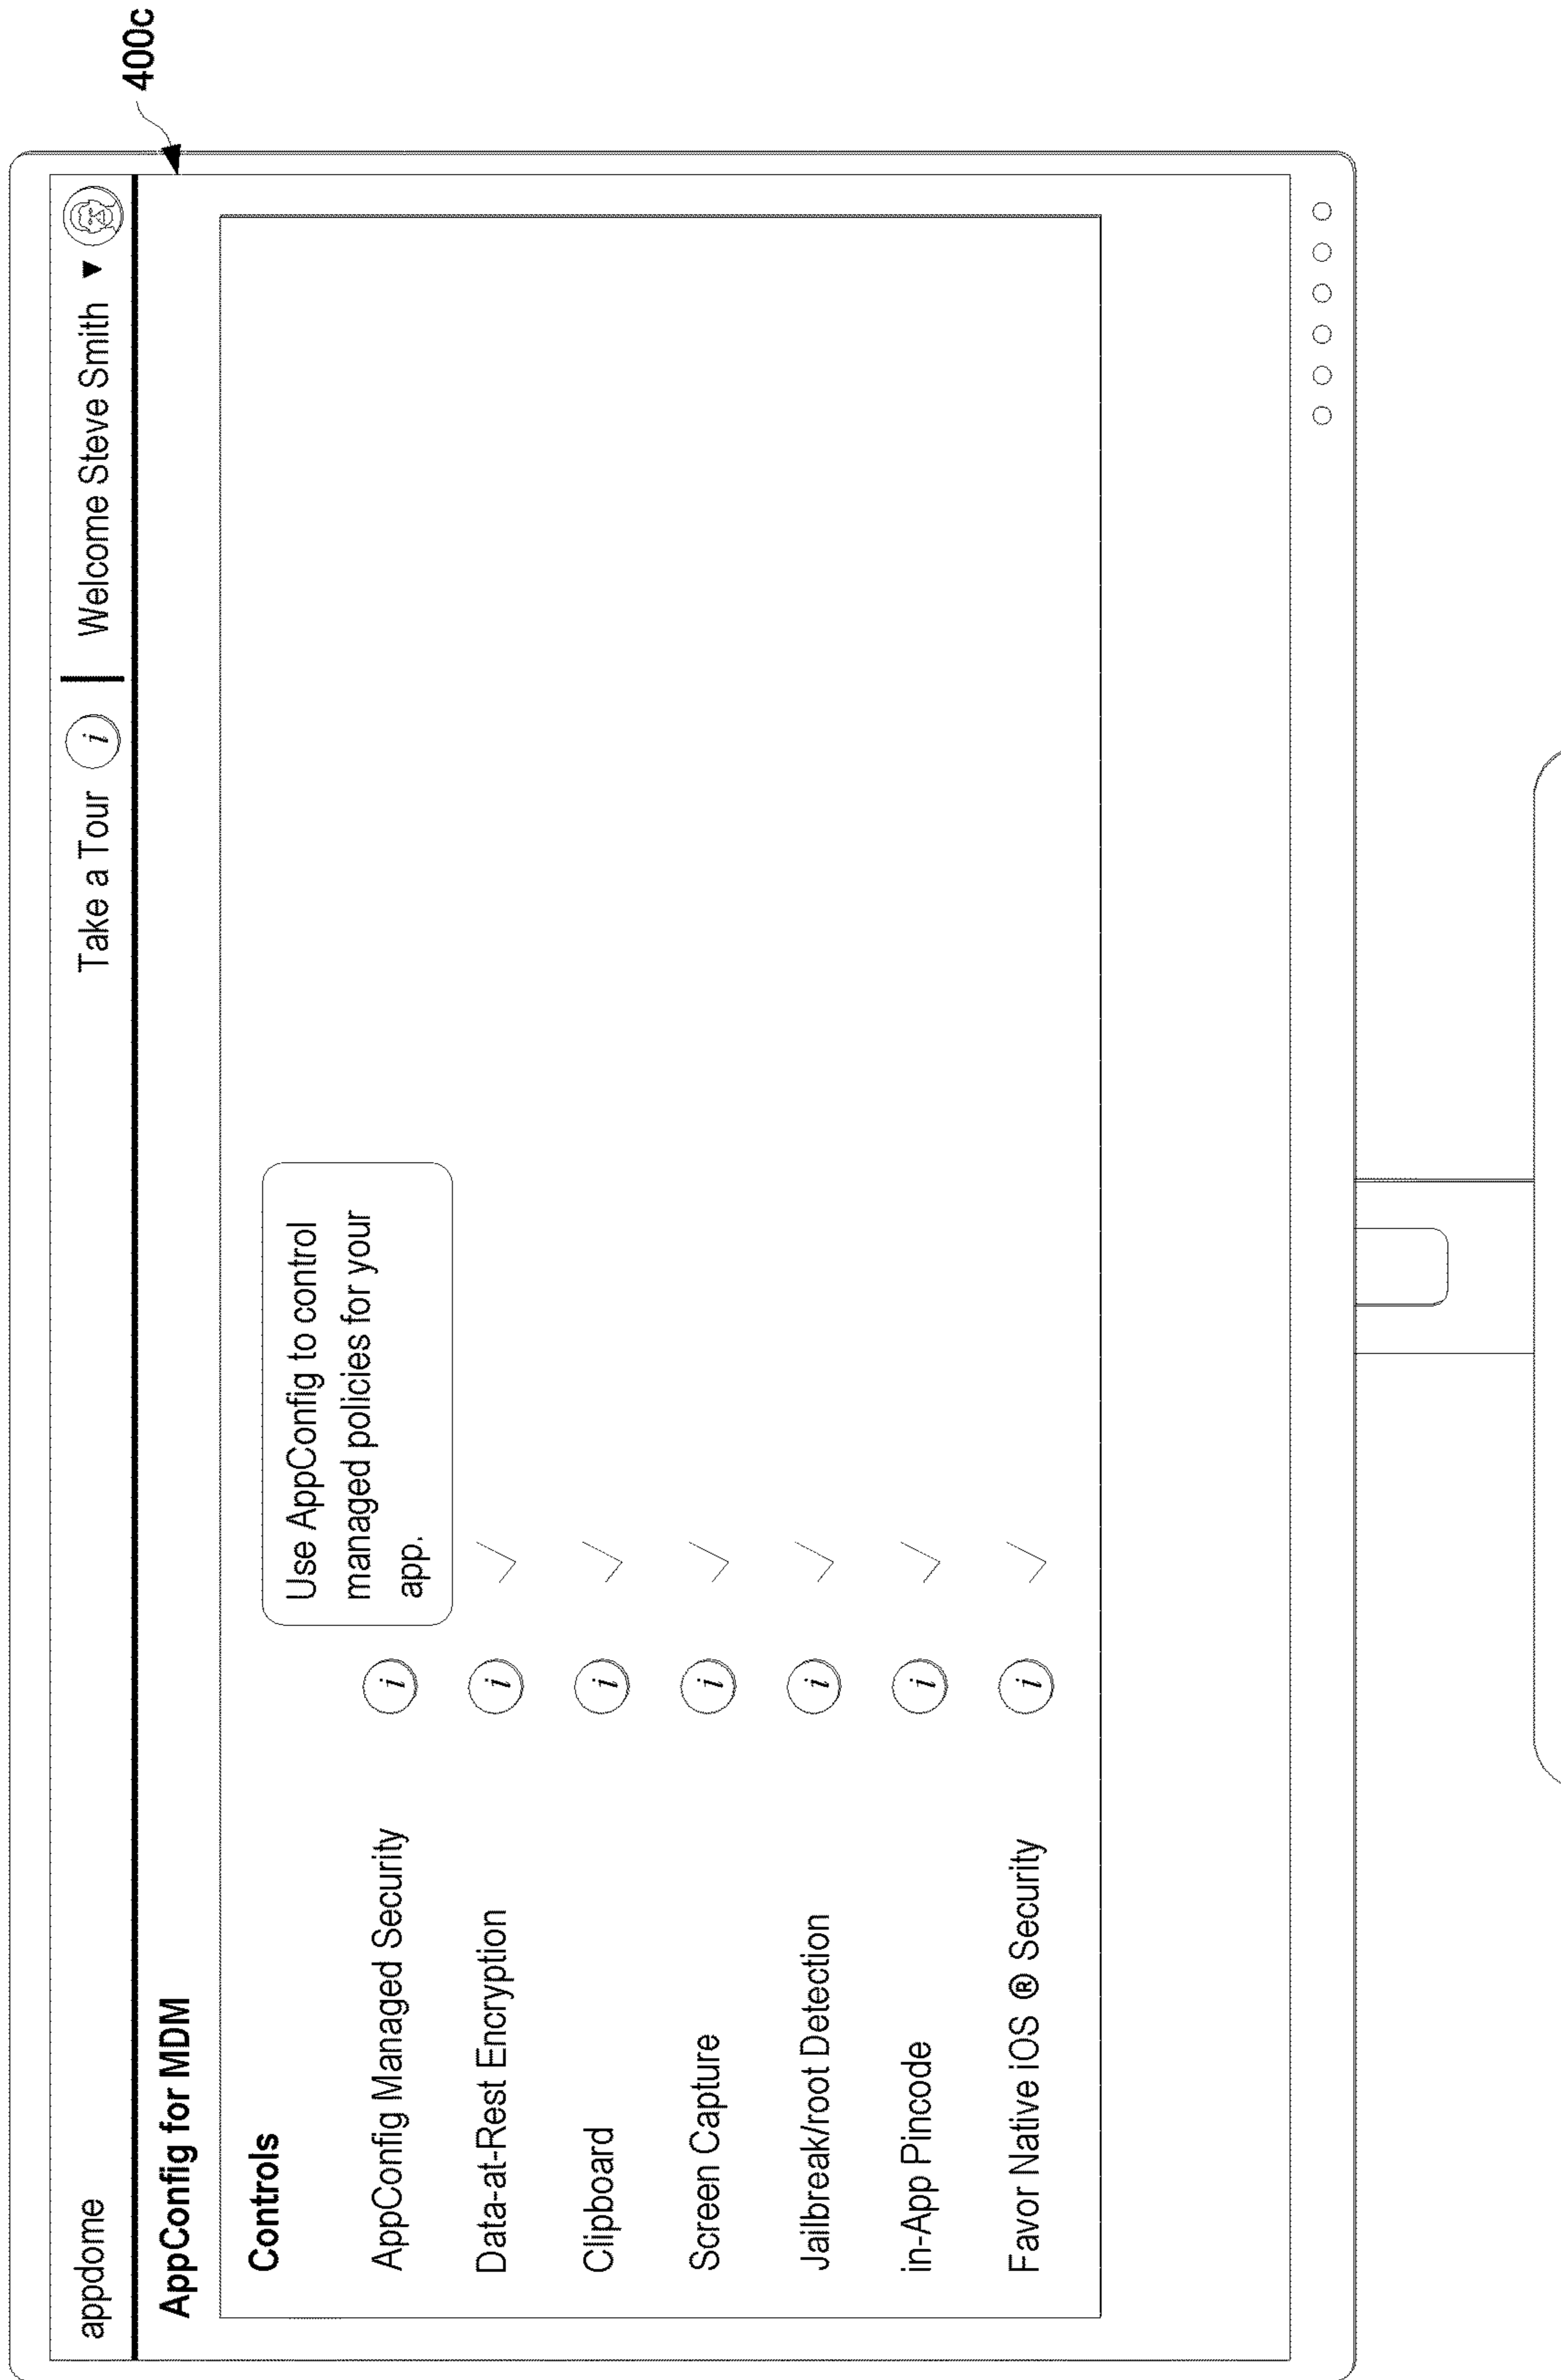 400c
appdome
Take a Tour i | Welcome Steve Smith ▼
AppConfig for MDM
Controls
Use AppConfig to control
managed policies for your
app.
AppConfig Managed Security i
Data-at-Rest Encryption i
Clipboard i
Screen Capture i
Jailbreak/root Detection i
in-App Pincode i
Favor Native iOS ® Security i